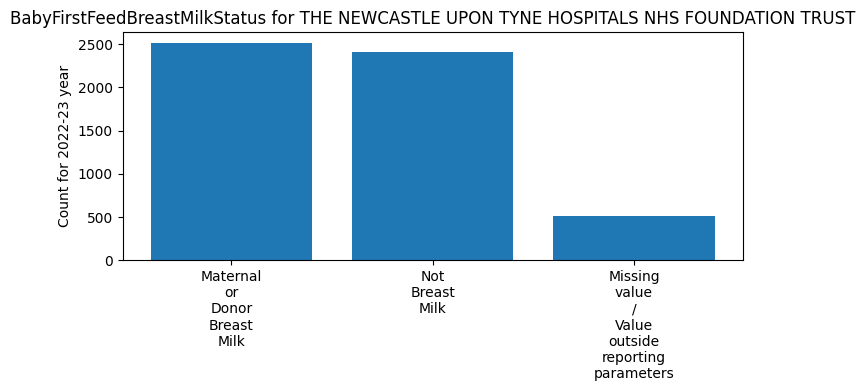 BabyFirstFeedBreastMilkStatus for THE NEWCASTLE UPON TYNE HOSPITALS NHS FOUNDATION TRUST
Count for 2022-23 year
2500
2000
1500
1000
500
0
Maternal
or
Donor
Breast
Milk
Not
Breast
Milk
Missing
value
/
Value
outside
reporting
parameters